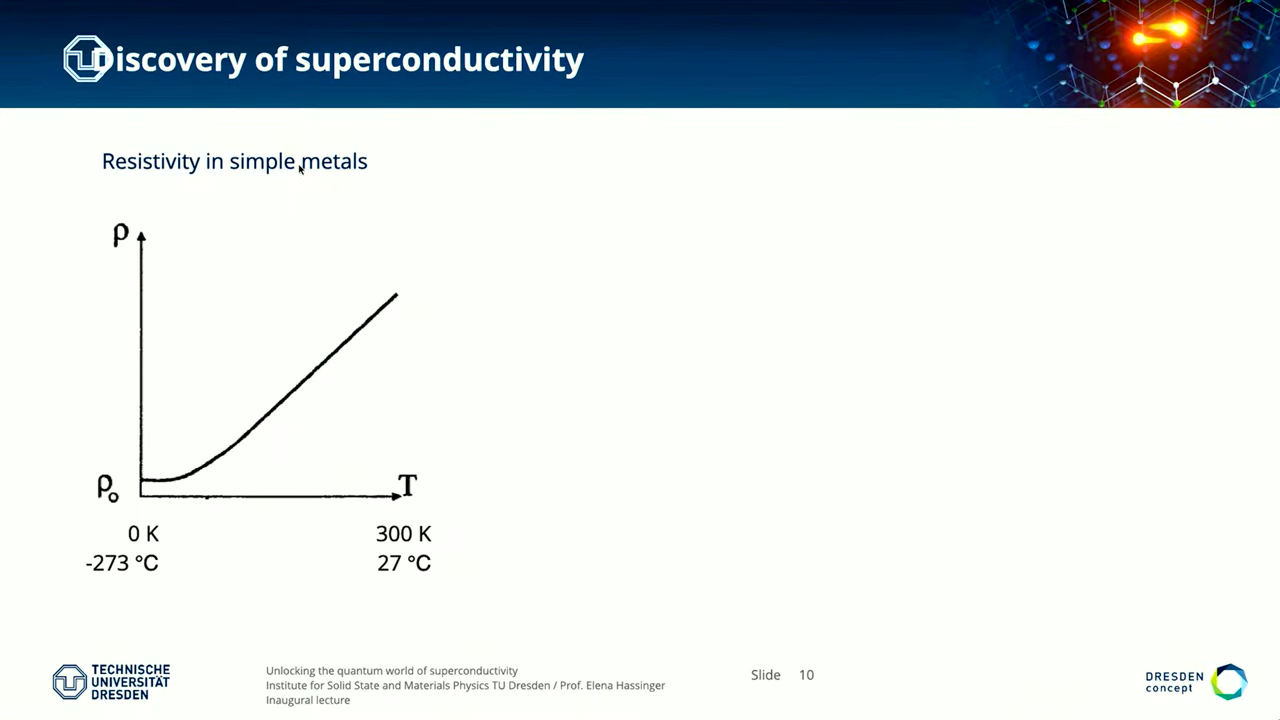 Discovery of superconductivity
Resistivity in simple metals
ρ
ρ₀
T
0 K
300 K
-273 °C
27 °C
TECHNISCHE
UNIVERSITÄT
DRESDEN
Unlocking the quantum world of superconductivity
Institute for Solid State and Materials Physics TU Dresden / Prof. Elena Hassinger
Inaugural lecture
Slide 10
DRESDEN
concept